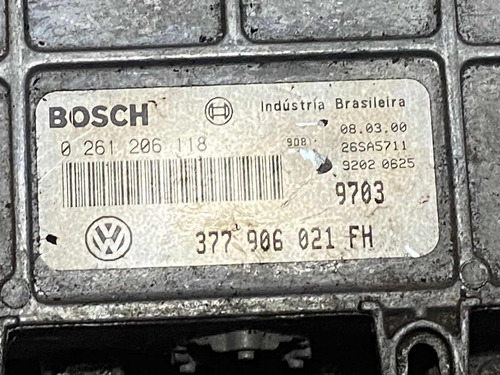 BOSCH
Indústria Brasileira
0 261 206 118
908)
08.03.00
26SA5711
9202 0625
9703
377 906 021 FH